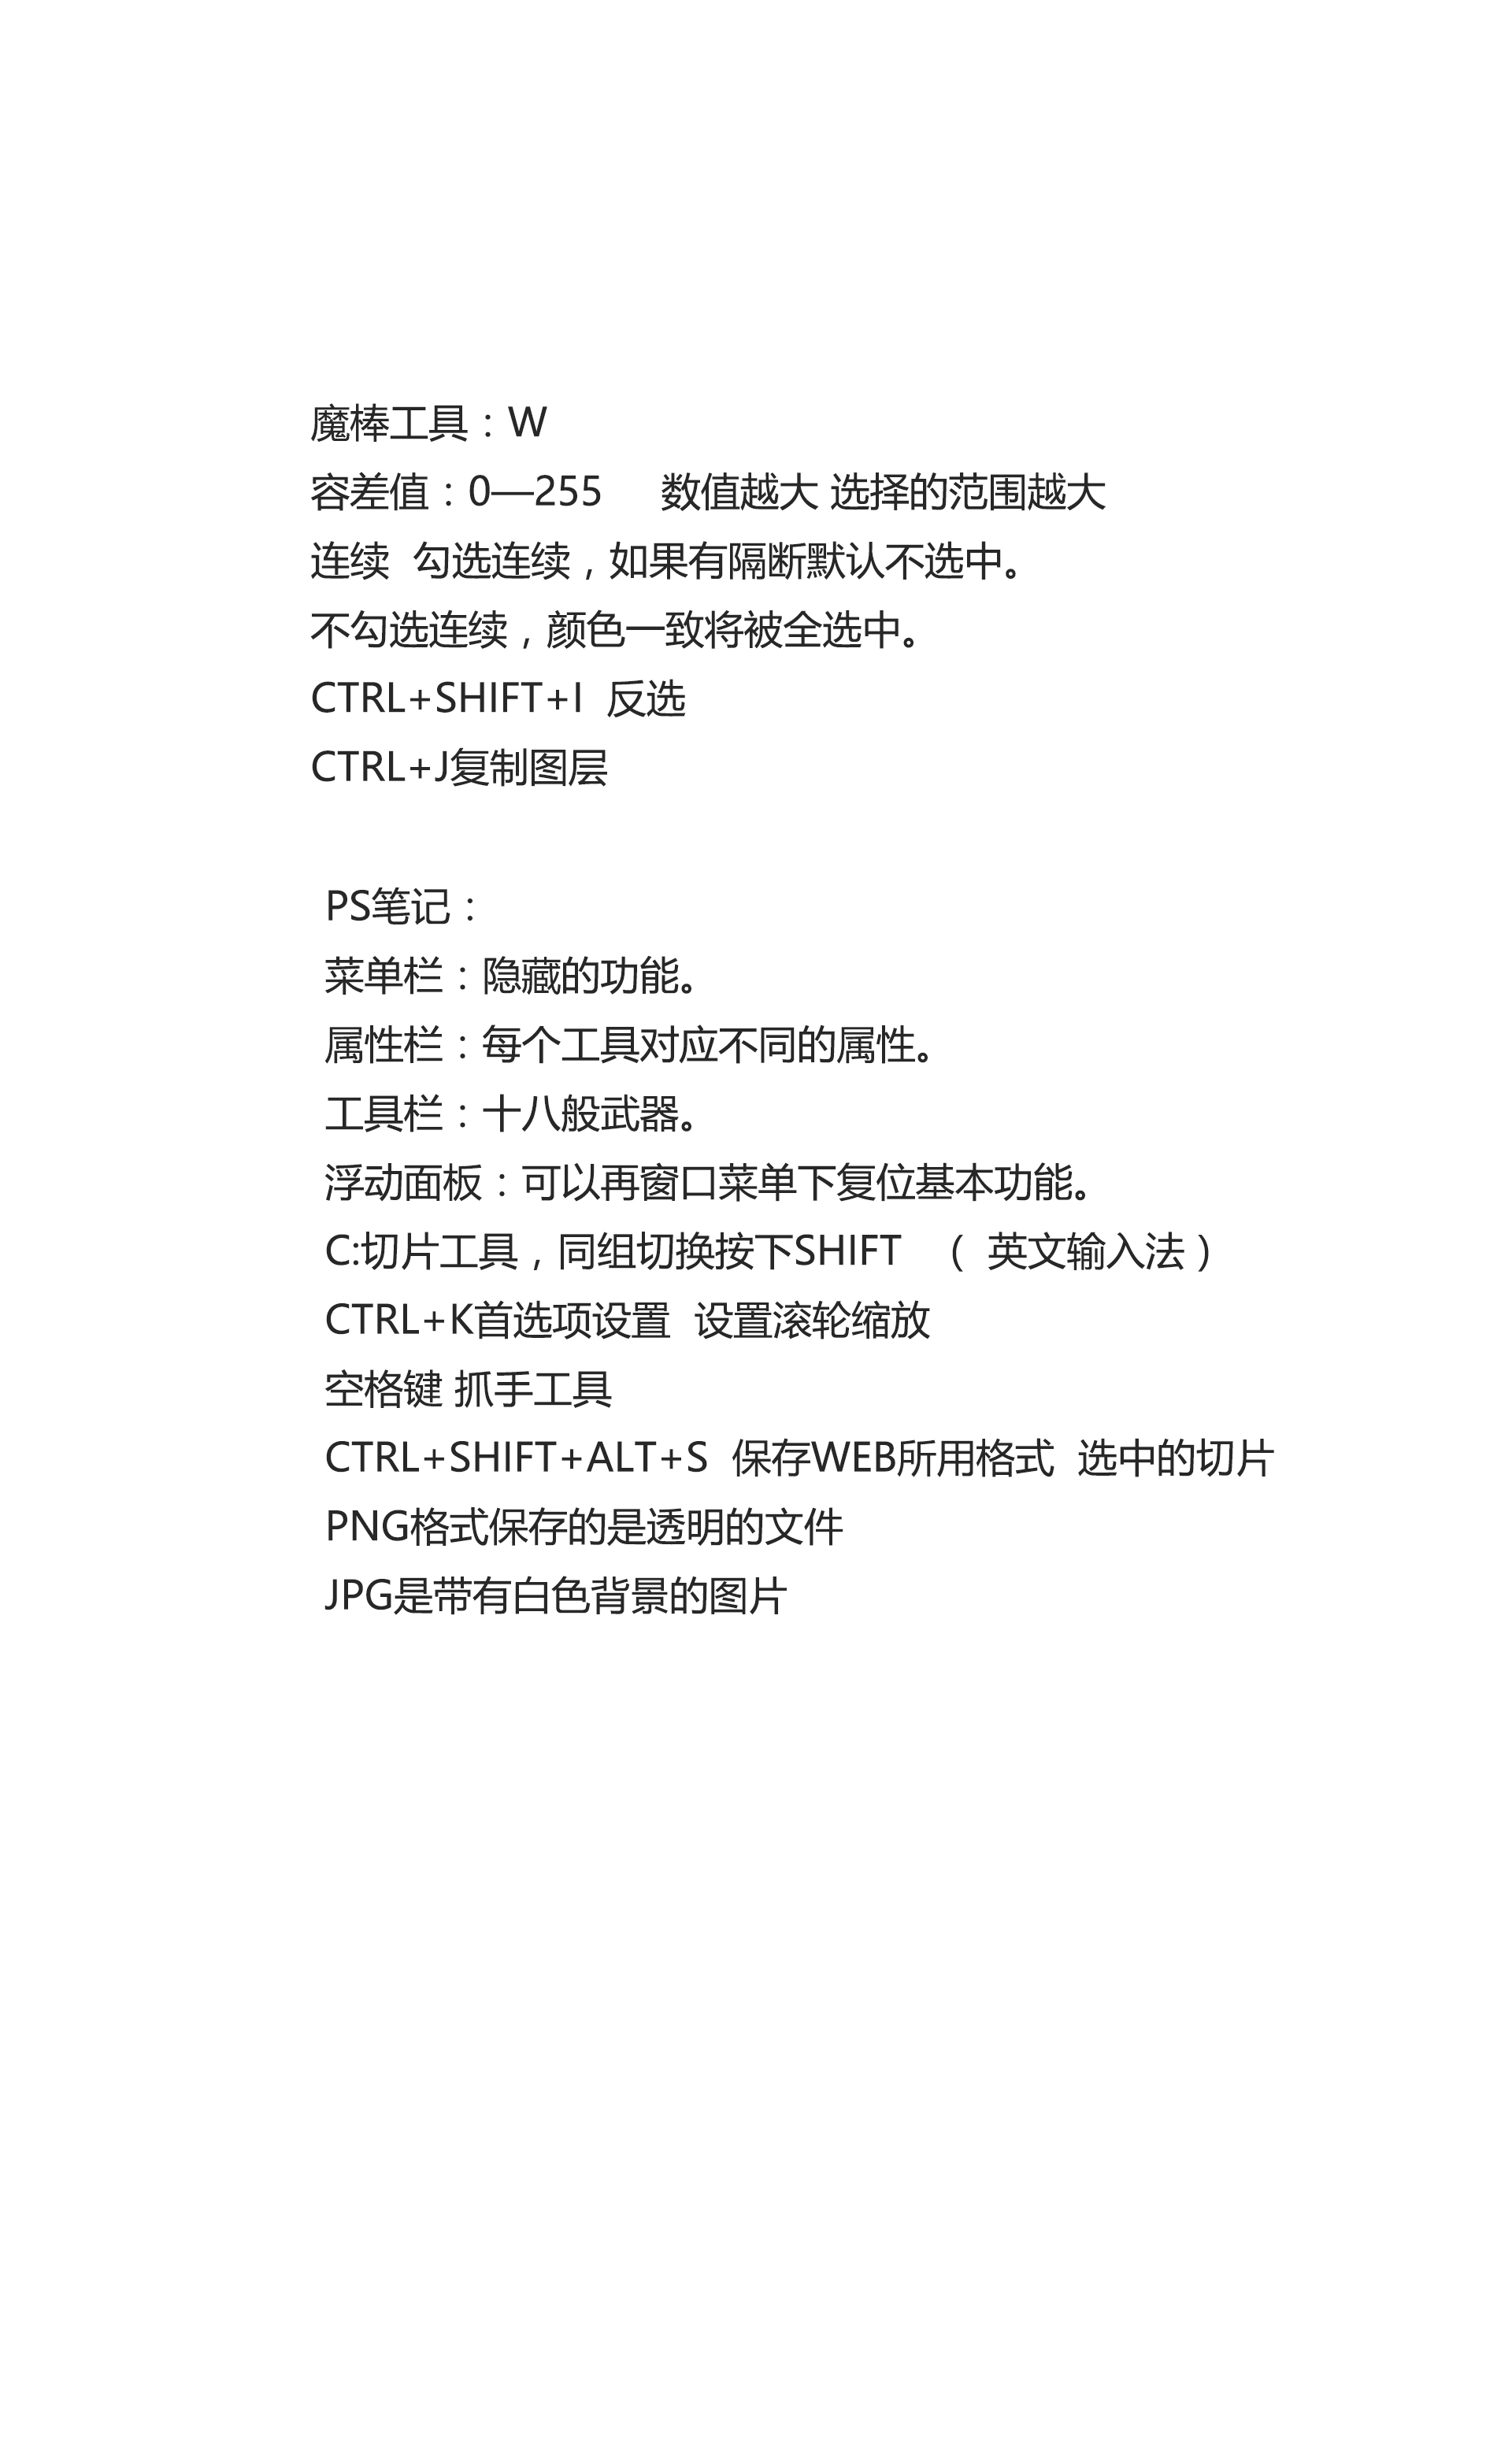 魔棒工具：W
容差值：0—255     数值越大 选择的范围越大
连续  勾选连续，如果有隔断默认不选中。
不勾选连续，颜色一致将被全选中。
CTRL+SHIFT+I  反选
CTRL+J复制图层
PS笔记：
菜单栏：隐藏的功能。
属性栏：每个工具对应不同的属性。
工具栏：十八般武器。
浮动面板：可以再窗口菜单下复位基本功能。
C:切片工具，同组切换按下SHIFT   （  英文输入法）
CTRL+K首选项设置  设置滚轮缩放
空格键 抓手工具
CTRL+SHIFT+ALT+S  保存WEB所用格式  选中的切片
PNG格式保存的是透明的文件
JPG是带有白色背景的图片